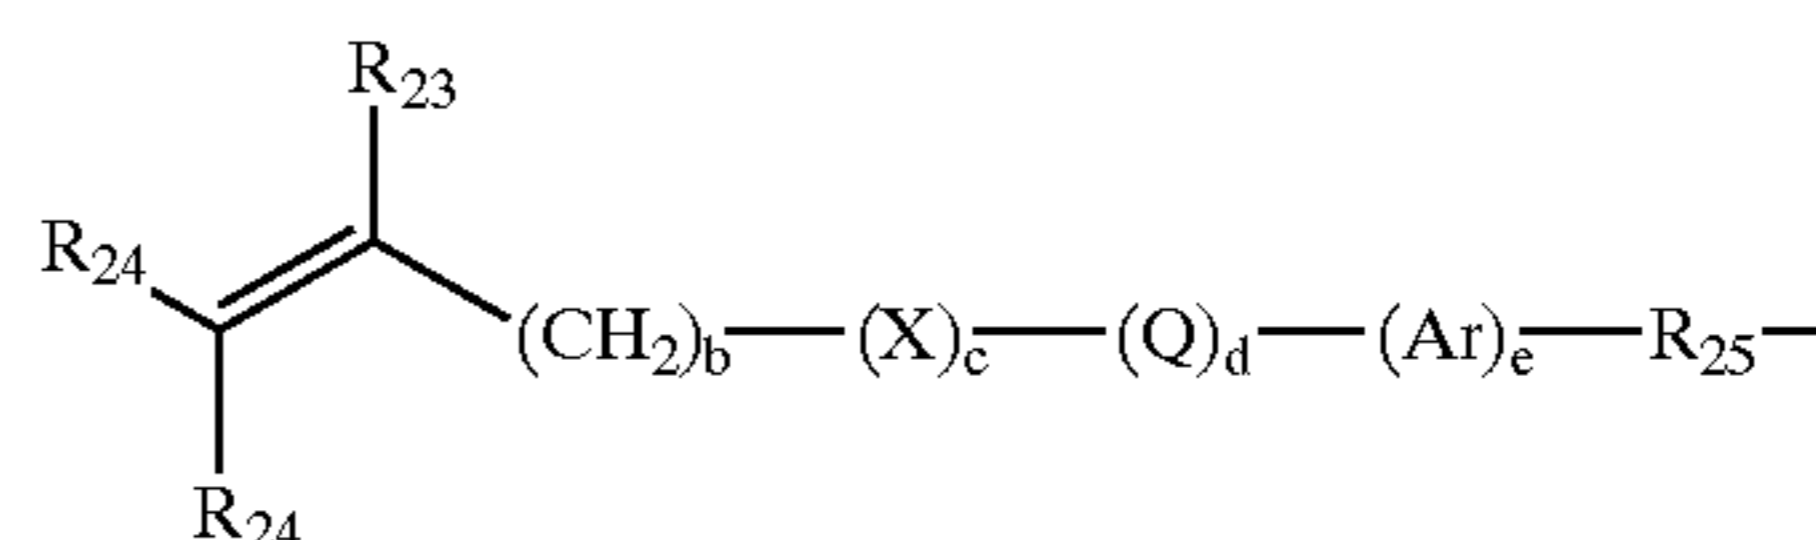 R₂₃
R₂₄
(CH₂)b—(X)c—(Q)d—(Ar)e—R₂₅—
R₂₄